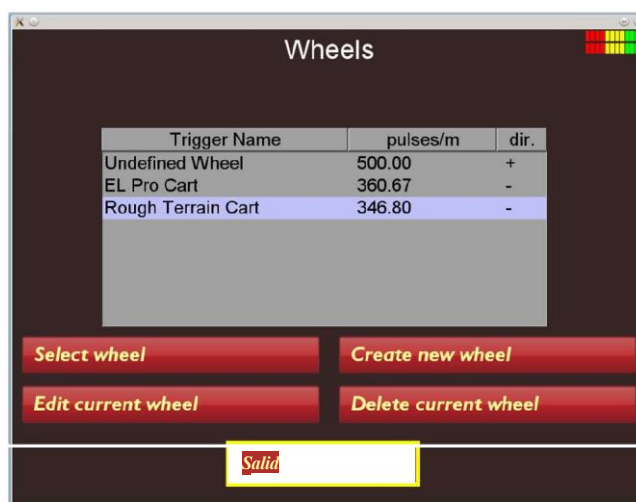 Wheels
Trigger Name pulses/m dir.
Undefined Wheel 500.00 +
EL Pro Cart 360.67 -
Rough Terrain Cart 346.80 -
Select wheel Create new wheel
Edit current wheel Delete current wheel
Salid